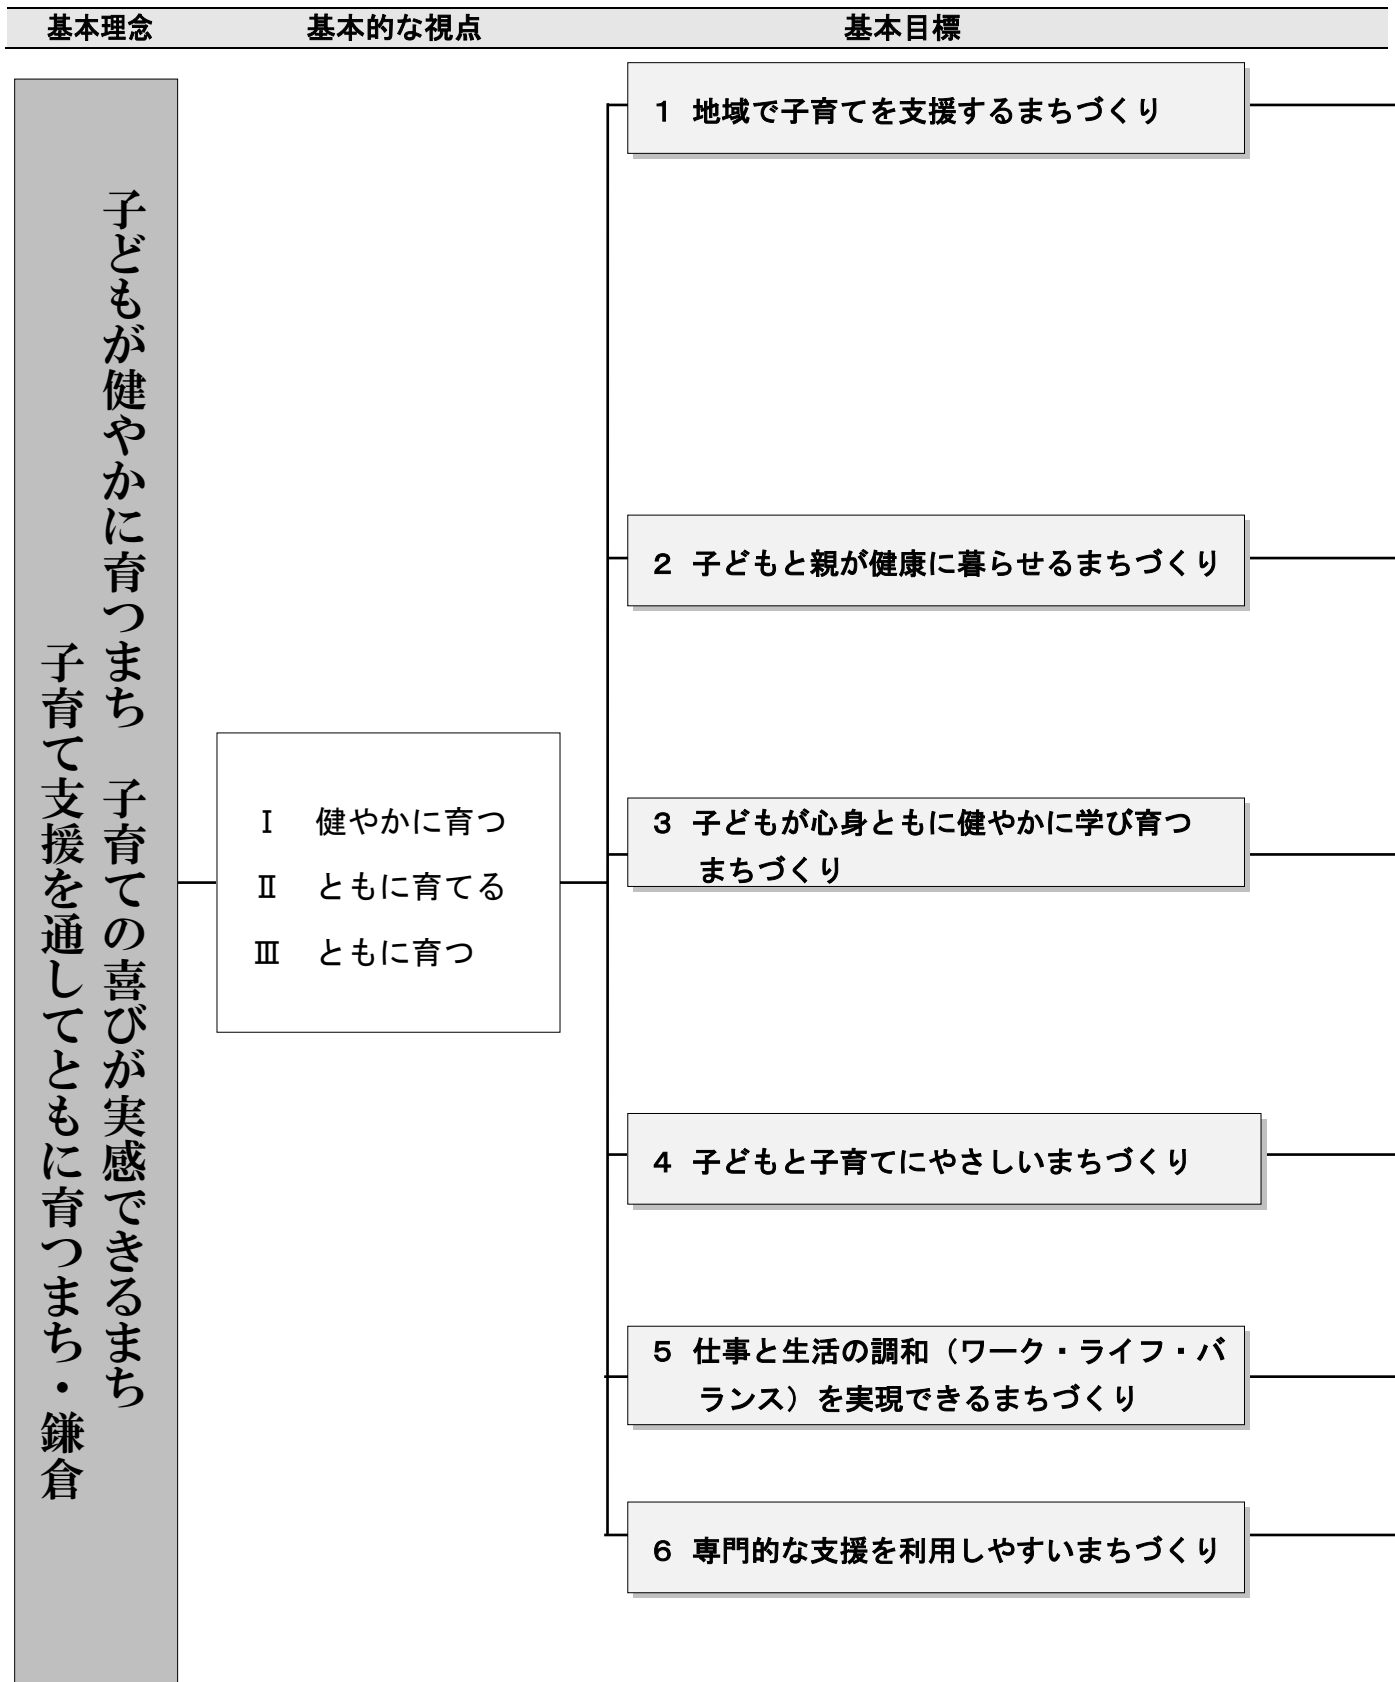 基本理念　基本的な視点　基本目標
子どもが健やかに育つまち　子育ての喜びが実感できるまち
子育て支援を通してともに育つまち・鎌倉
Ⅰ　健やかに育つ
Ⅱ　ともに育てる
Ⅲ　ともに育つ
１ 地域で子育てを支援するまちづくり
２ 子どもと親が健康に暮らせるまちづくり
３ 子どもが心身ともに健やかに学び育つ
まちづくり
４ 子どもと子育てにやさしいまちづくり
５ 仕事と生活の調和（ワーク・ライフ・バ
ランス）を実現できるまちづくり
６ 専門的な支援を利用しやすいまちづくり